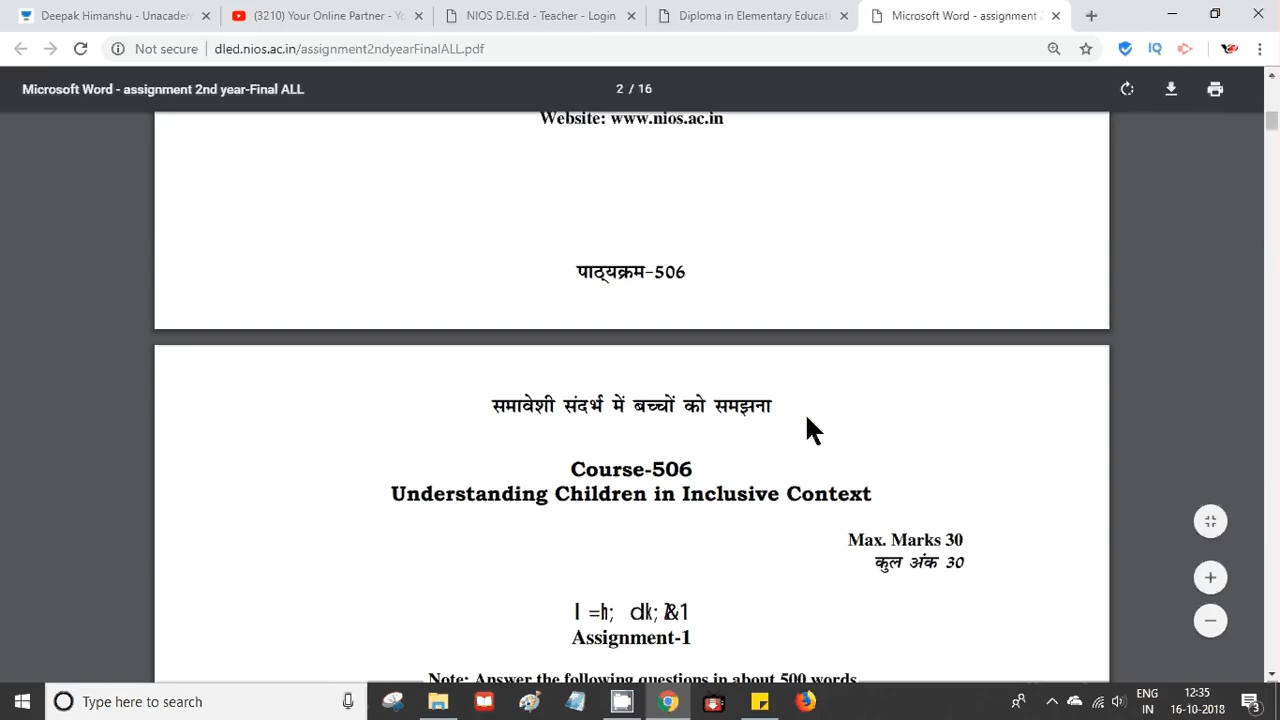 Deepak Himanshu - Unacadem
(3210) Your Online Partner - Yo
NIOS D.El.Ed - Teacher - Login
Diploma in Elementary Educati
Microsoft Word - assignment 2
Not secure
dled.nios.ac.in/assignment2ndyearFinalALL.pdf
Microsoft Word - assignment 2nd year-Final ALL
2 / 16
Website: www.nios.ac.in
पाठ्यक्रम-506
समावेशी संदर्भ में बच्चों को समझना
Course-506
Understanding Children in Inclusive Context
Max. Marks 30
कुल अंक 30
l =h; dk;Z&1
Assignment-1
Note: Answer the following questions in about 500 words
Type here to search
ENG
IN
12:35
16-10-2018
3